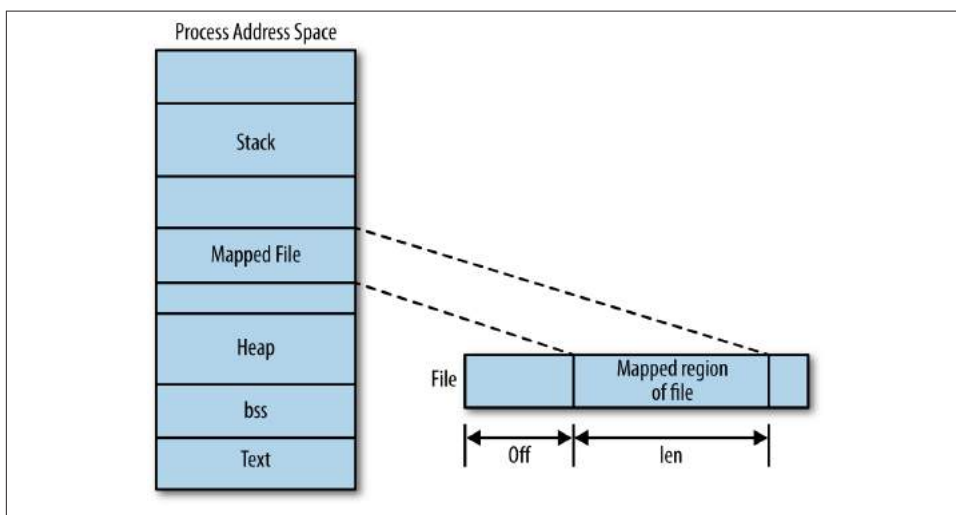 Process Address Space
Stack
Mapped File
Heap
bss
Text
File
Mapped region
of file
Off
len